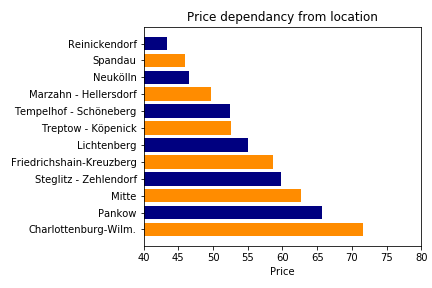 Price dependancy from location
Reinickendorf
Spandau
Neukölln
Marzahn - Hellersdorf
Tempelhof - Schöneberg
Treptow - Köpenick
Lichtenberg
Friedrichshain-Kreuzberg
Steglitz - Zehlendorf
Mitte
Pankow
Charlottenburg-Wilm.
40 45 50 55 60 65 70 75 80
Price